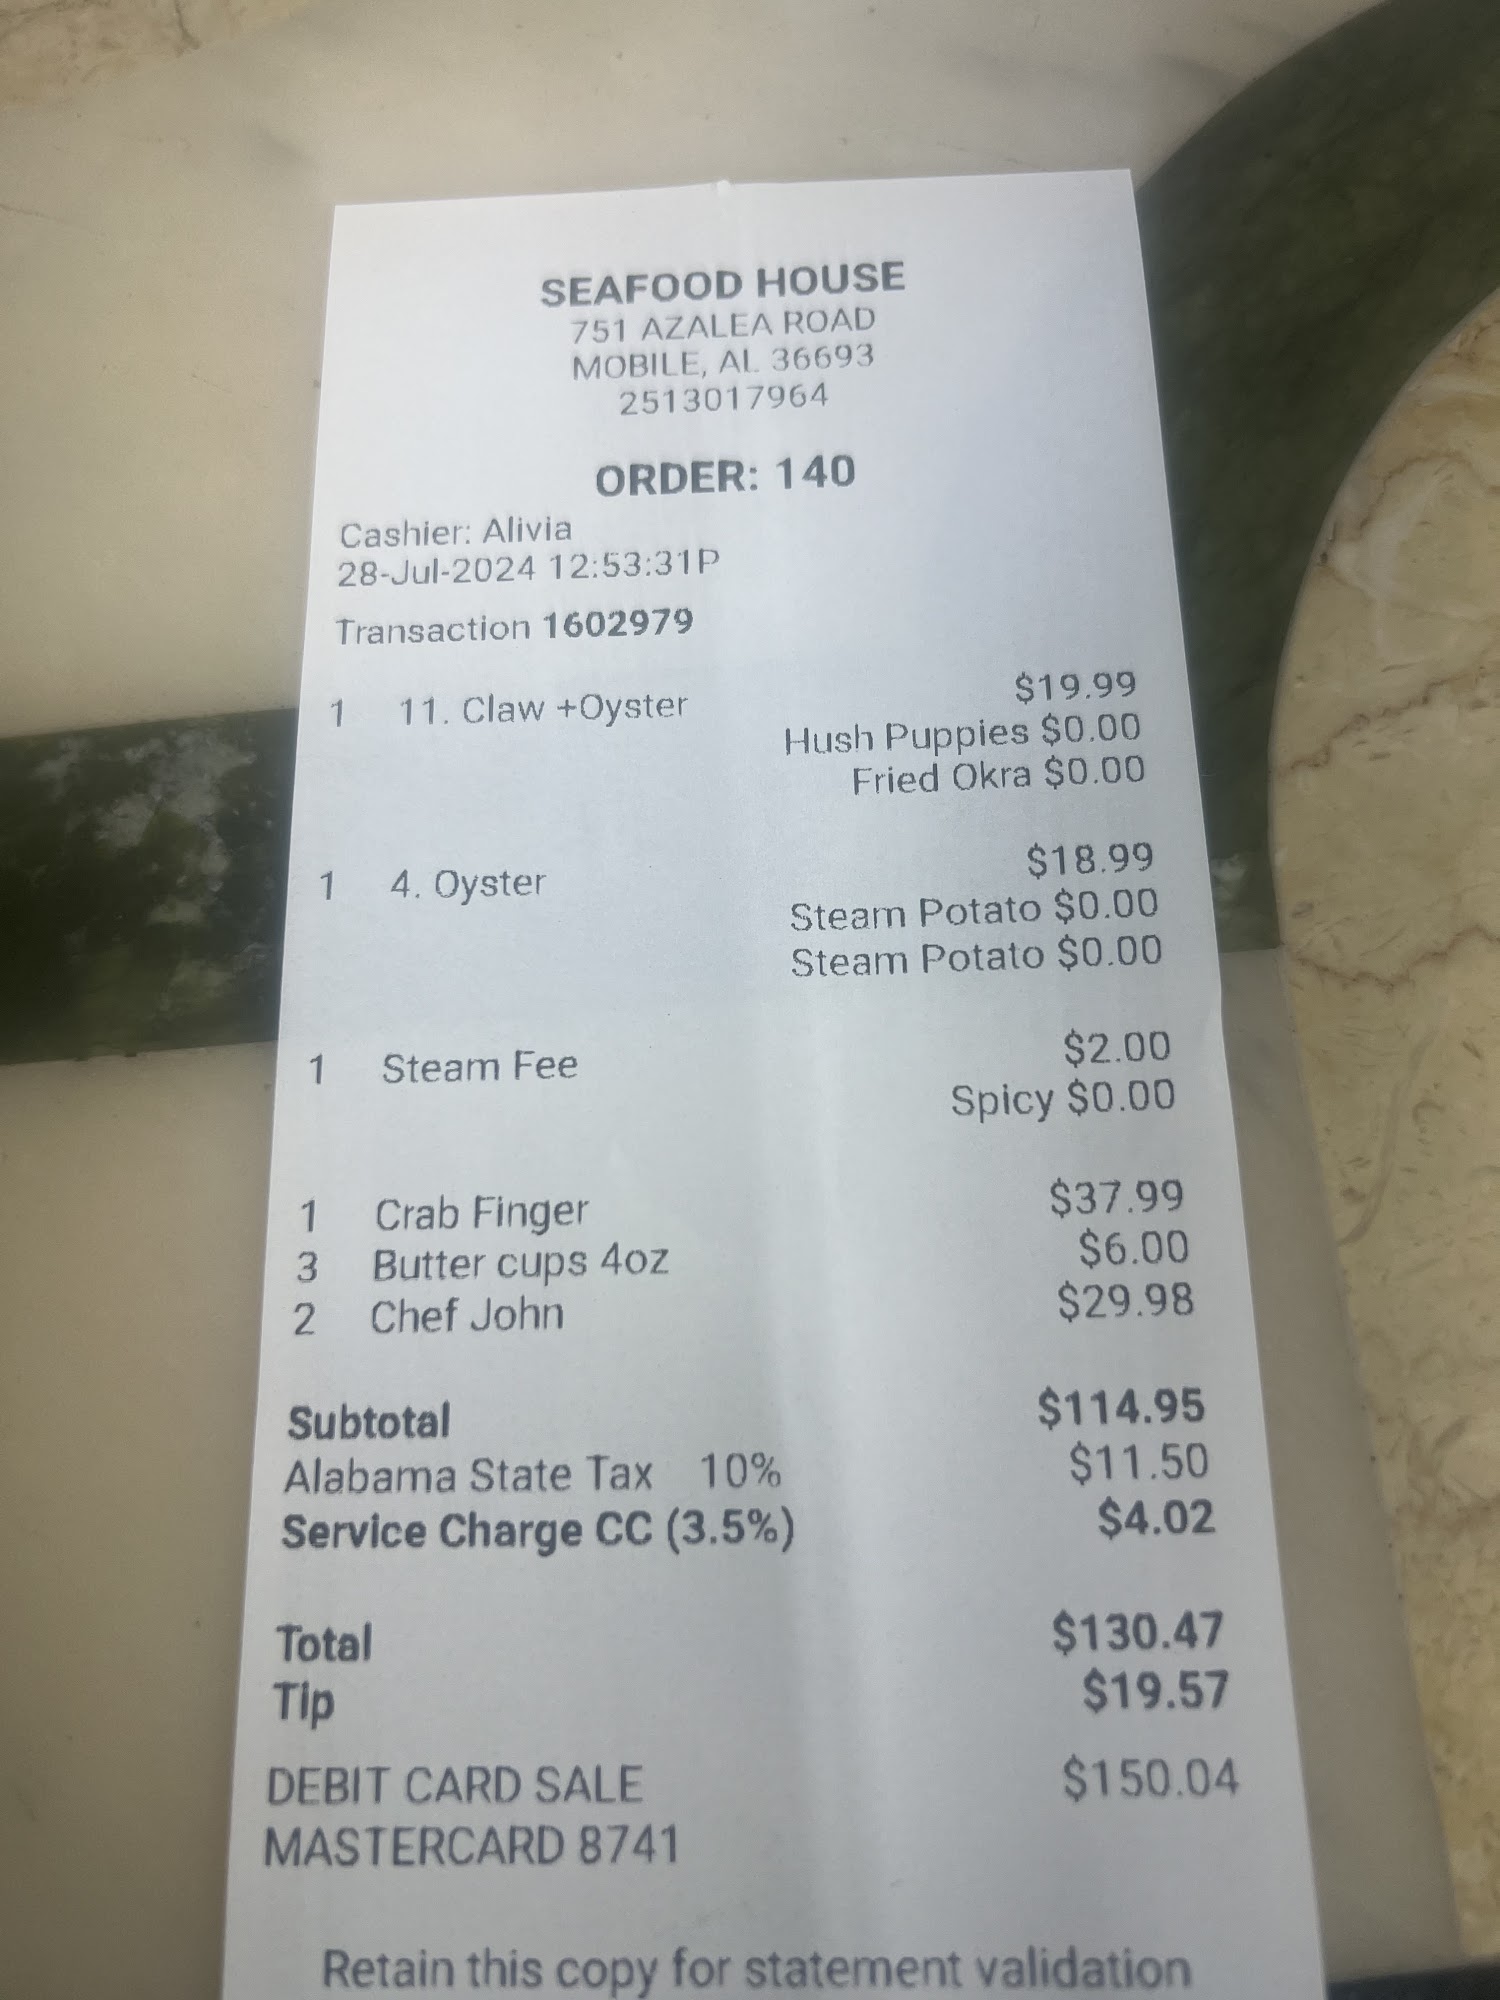 SEAFOOD HOUSE
751 AZALEA ROAD
MOBILE, AL 36693
2513017964
ORDER: 140
Cashier: Alivia
28-Jul-2024 12:53:31P
Transaction 1602979
1 11. Claw +Oyster $19.99
Hush Puppies $0.00
Fried Okra $0.00
1 4. Oyster $18.99
Steam Potato $0.00
Steam Potato $0.00
1 Steam Fee $2.00
Spicy $0.00
1 Crab Finger $37.99
3 Butter cups 4oz $6.00
2 Chef John $29.98
Subtotal $114.95
Alabama State Tax 10% $11.50
Service Charge CC (3.5%) $4.02
Total $130.47
Tip $19.57
DEBIT CARD SALE $150.04
MASTERCARD 8741
Retain this copy for statement validation